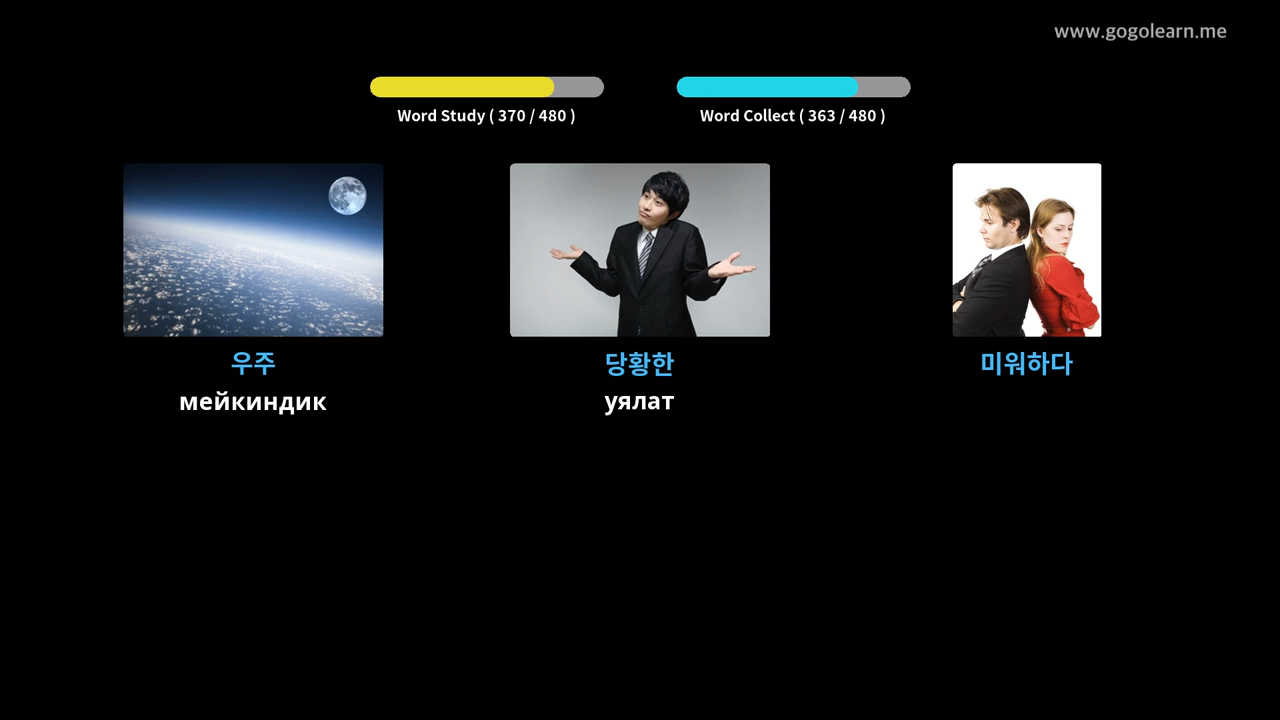 www.gogolearn.me
Word Study ( 370 / 480 )
Word Collect ( 363 / 480 )
우주
당황한
미워하다
мейкиндик
уялат